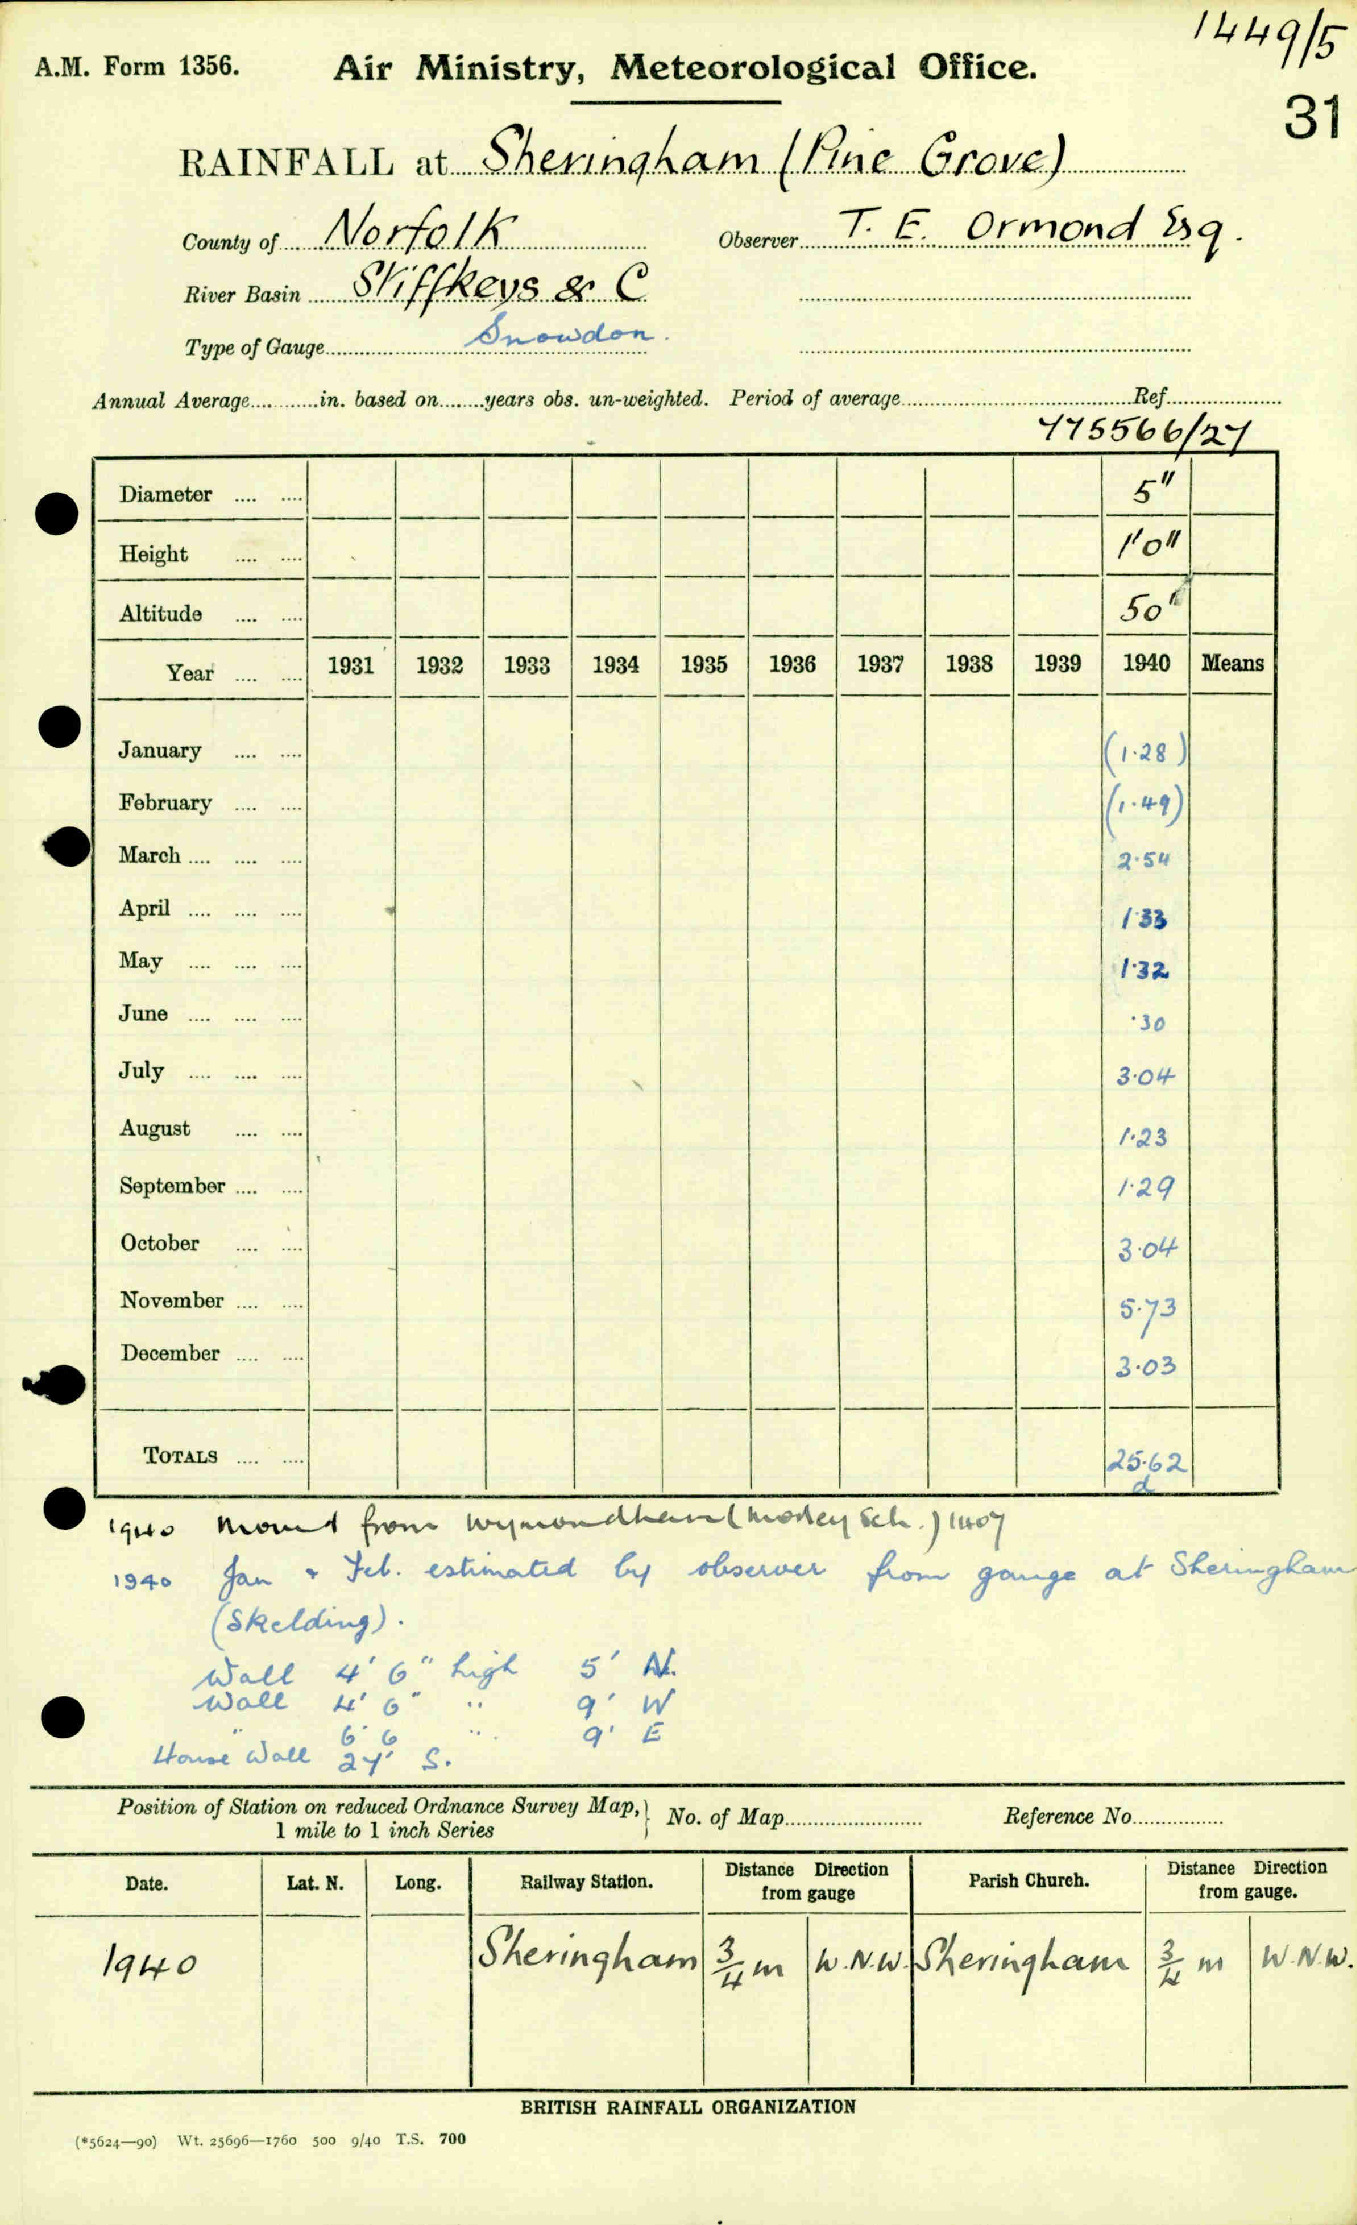 1449/5
A.M. Form 1356. Air Ministry, Meteorological Office.
31
RAINFALL at Sheringham (Pine Grove)
County of Norfolk Observer T. E. Ormond Esq.
River Basin Stiffkeys & C
Type of Gauge Snowdon.
Annual Average in. based on years obs. un-weighted. Period of average Ref
775566/27
Diameter 5"
Height 1'0"
Altitude 50'
Year 1931 1932 1933 1934 1935 1936 1937 1938 1939 1940 Means
January (1.28)
February (1.49)
March 2.54
April 1.33
May 1.32
June .30
July 3.04
August 1.23
September 1.29
October 3.04
November 5.73
December 3.03
TOTALS 25.62
d
1940 Moved from Wymondham (Morley Sch.) 1407
1940 Jan & Feb. estimated by observer from gauge at Sheringham
(Skelding).
Wall 4' 6" high 5' N.
Wall 4' 6" " 9' W
" 6' 6 " 9' E
House Wall 27' S.
Position of Station on reduced Ordnance Survey Map, } No. of Map Reference No.
1 mile to 1 inch Series
Date. Lat. N. Long. Railway Station. Distance Direction from gauge Parish Church. Distance Direction from gauge.
1940 Sheringham 3/4 m W.N.W. Sheringham 3/4 m W.N.W.
BRITISH RAINFALL ORGANIZATION
(*5624—90) Wt. 25696—1760 500 9/40 T.S. 700